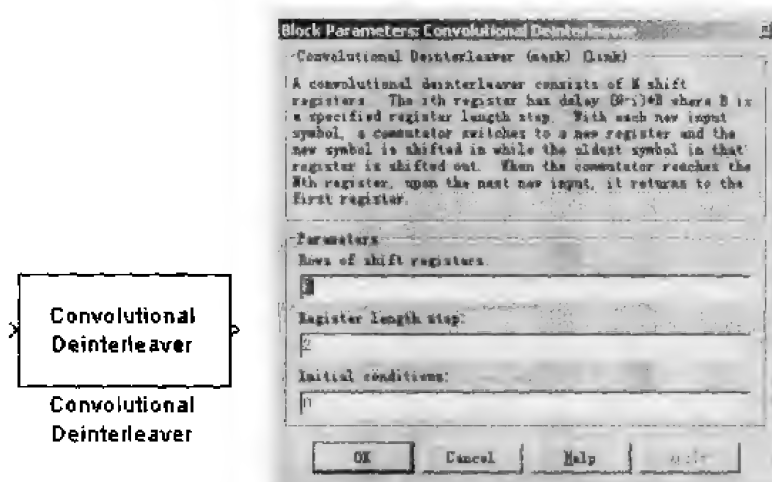 Convolutional
Deinterleaver
Convolutional
Deinterleaver
Block Parameters: Convolutional Deinterleaver
Convolutional Deinterleaver (mask) (link)
A convolutional deinterleaver consists of N shift
registers. The ith register has delay (N-i)*B where B is
a specified register length step. With each new input
symbol, a commutator switches to a new register and the
new symbol is shifted in while the oldest symbol in that
register is shifted out. When the commutator reaches the
Nth register, upon the next new input, it returns to the
first register.
Parameters
Rows of shift registers:
Register length step:
2
Initial conditions:
0
OK
Cancel
Help